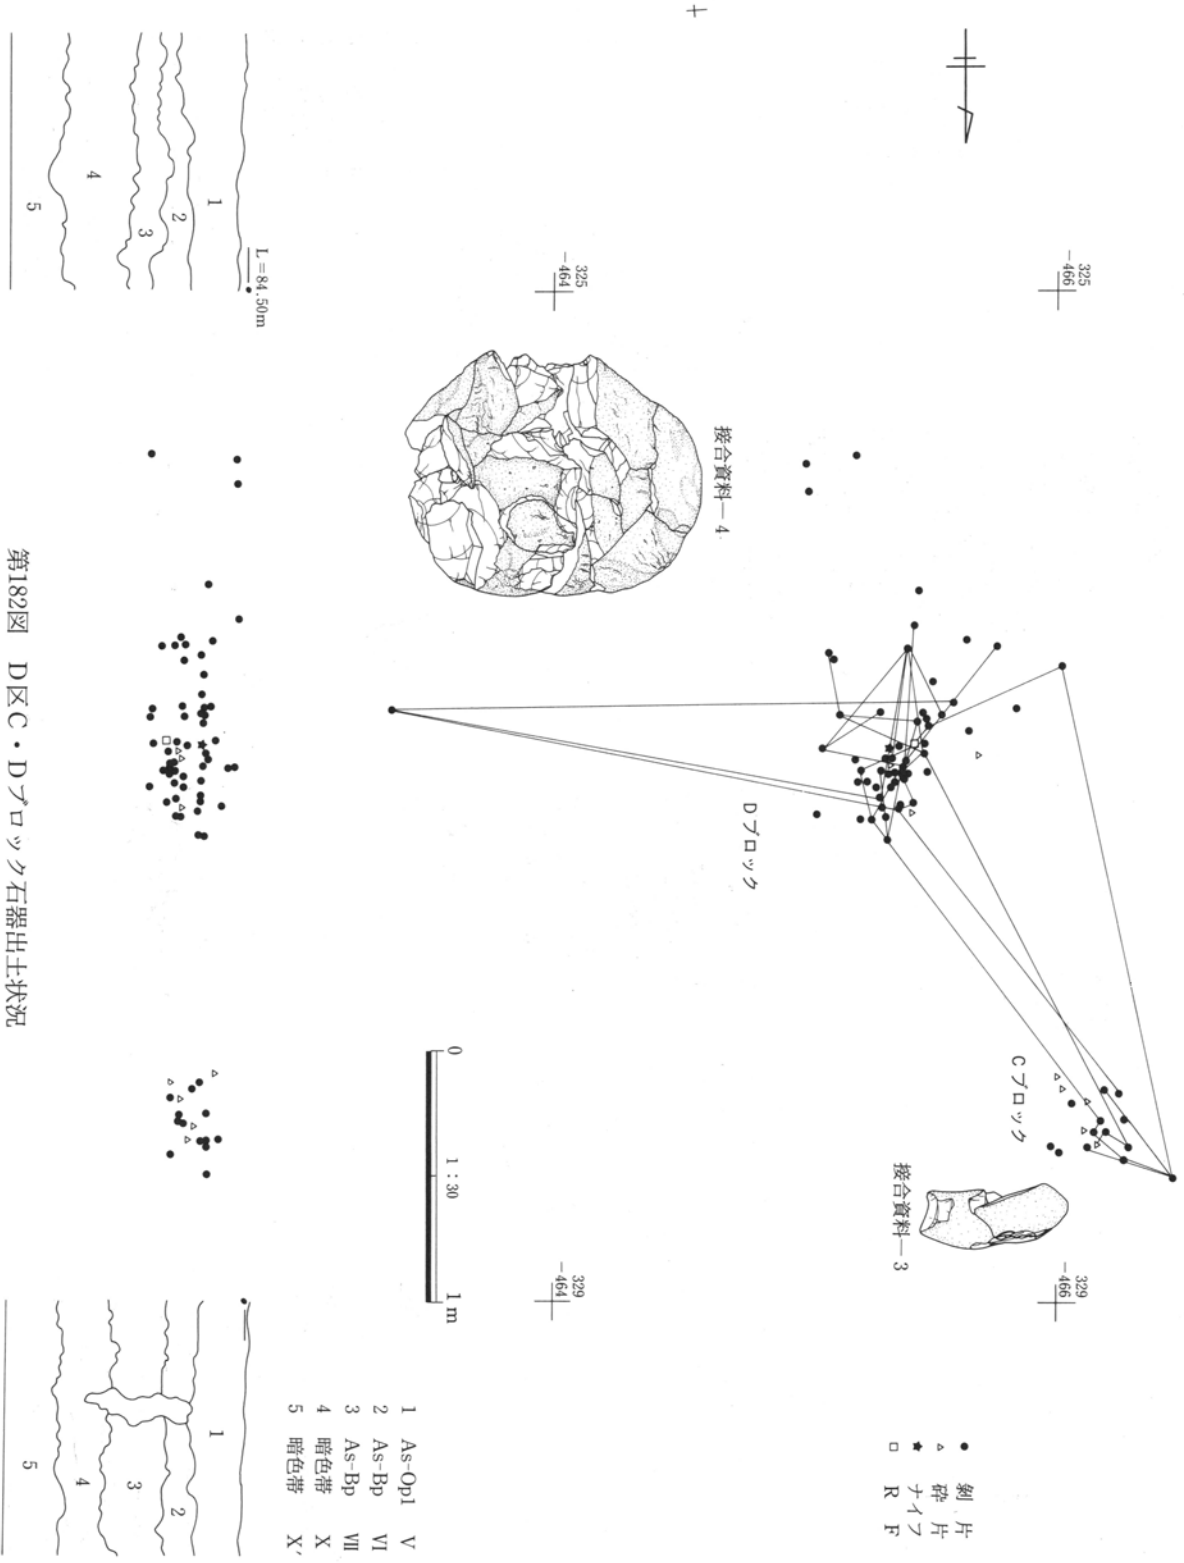 L=84.50m
1
2
3
4
5
325
-464
325
-466
接合資料—4
Dブロック
Cブロック
接合資料—3
0
1:30
1m
329
-464
329
-466
1
2
3
4
5
● 剝片
△ 砕片
★ ナイフ
□ RF
1 As-Op1 V
2 As-Bp VI
3 As-Bp VII
4 暗色帯 X
5 暗色帯 X'
第182図 D区C・Dブロック石器出土状況